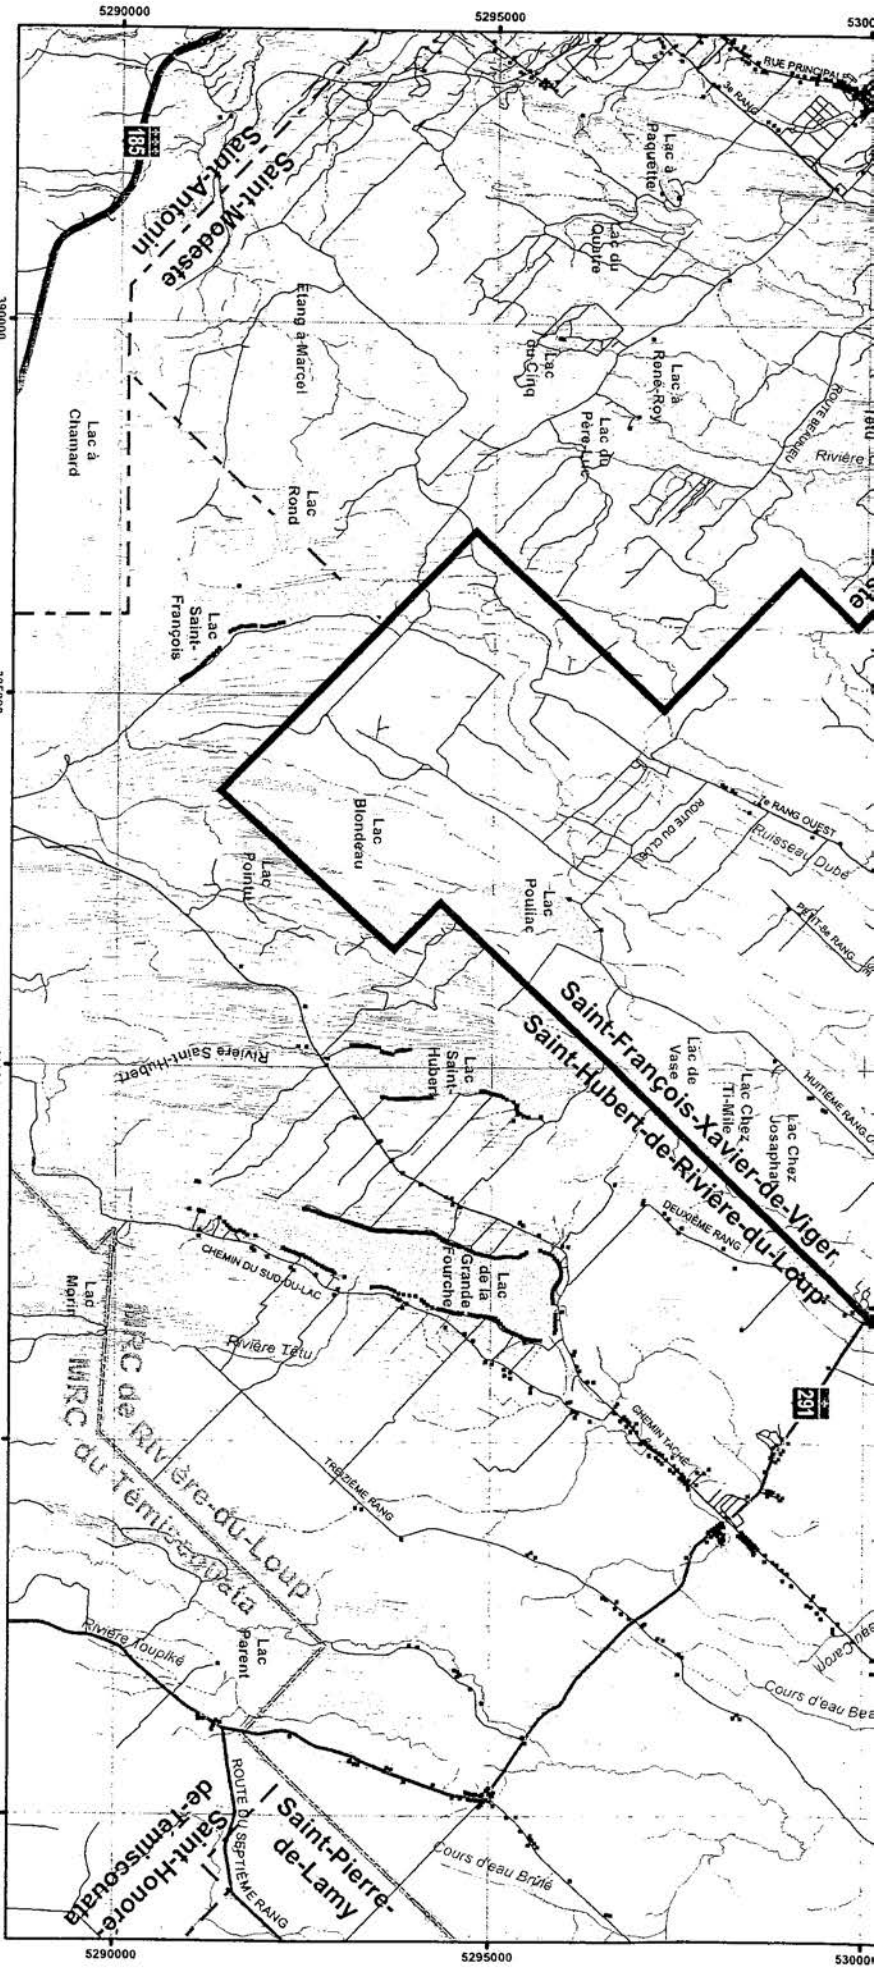 5290000
5295000
53000
RUE PRINCIPALE
3e RANG
185
Saint-Modeste
Saint-Antonin
Lac à
Paquette
Lac du
Quatre
Étang à Marcel
Lac
du Cinq
Lac à
René-Roy
Lac du
Père-Luc
ROUTE BEAULIEU
Têtu
Rivière
Lac à
Chamard
Lac
Rond
Lac
Saint-
François
Lac
Blondeau
Lac
Pointu
Lac
Pouliac
7e RANG OUEST
ROUTE DU CLUB
Ruisseau Dubé
PETIT-8e RANG
Saint-François-Xavier-de-Viger
Saint-Hubert-de-Rivière-du-Loup
Lac de
Vase
Lac Chez
Ti-Mile
Lac Chez
Josaphat
HUITIÈME RANG
Rivière Saint-Hubert
Lac
Saint-
Hubert
DEUXIÈME RANG
CHEMIN DU SUD-DU-LAC
Lac
de la
Grande
Fourche
Lac
Morin
Rivière Têtu
MRC de Rivière-du-Loup
MRC du Témiscouata
291
CHEMIN TACHÉ
TREIZIÈME RANG
Rivière Toupiké
Lac
Parent
Caron
Cours d'eau Bea
ROUTE DU SEPTIÈME RANG
Saint-Pierre-
de-Lamy
Saint-Honoré-
de-Témiscouata
Cours d'eau Brûlé
5290000
5295000
53000